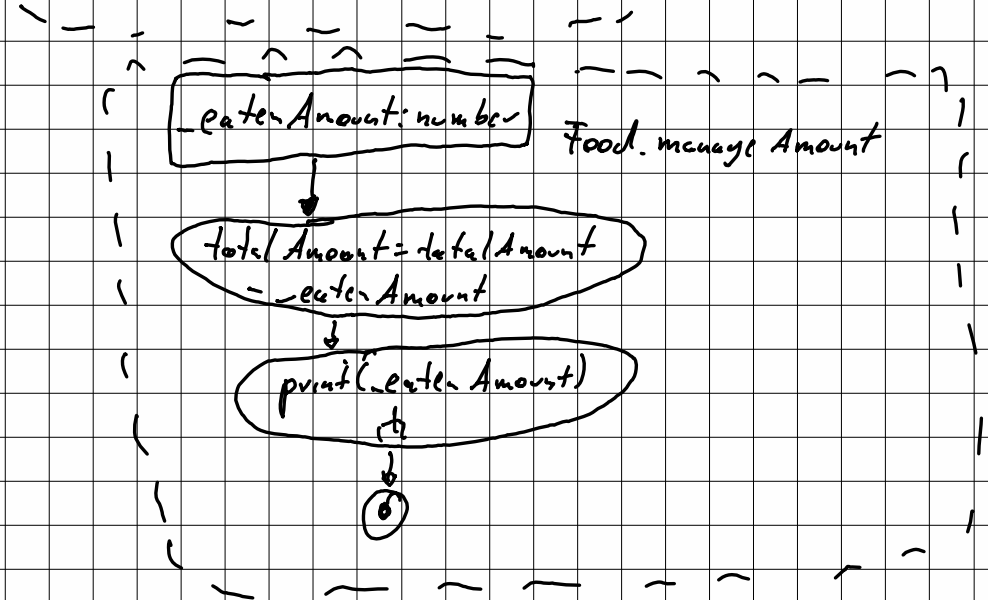 _eatenAmount: number
Food.manageAmount
totalAmount = totalAmount
- _eatenAmount
print(_eatenAmount)